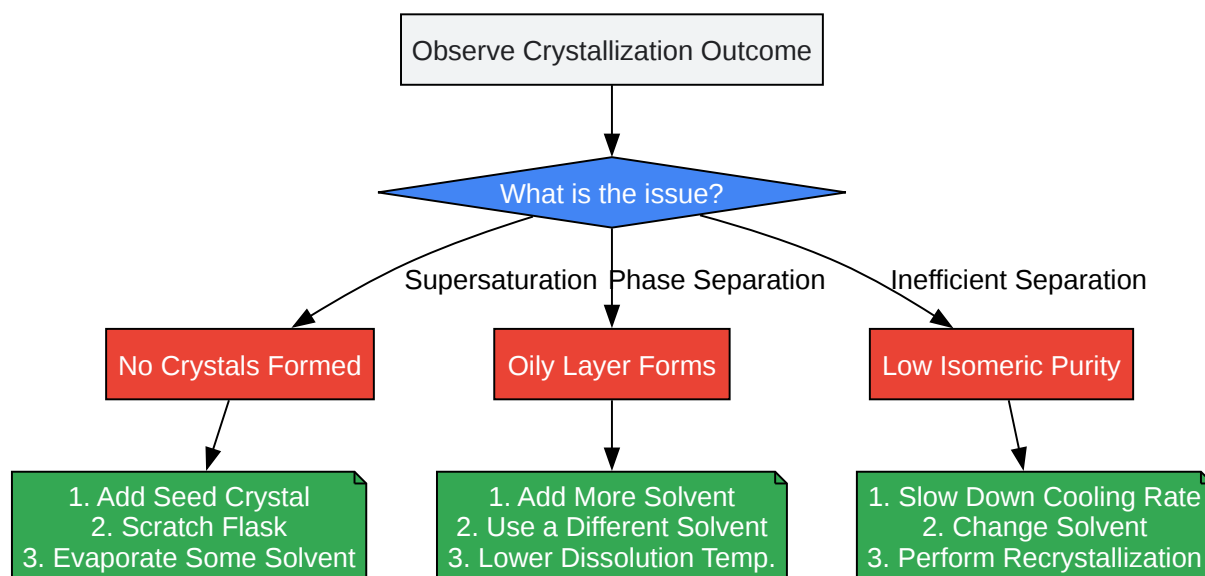 Observe Crystallization Outcome
What is the issue?
Supersaturation
Phase Separation
Inefficient Separation
No Crystals Formed
Oily Layer Forms
Low Isomeric Purity
1. Add Seed Crystal
2. Scratch Flask
3. Evaporate Some Solvent
1. Add More Solvent
2. Use a Different Solvent
3. Lower Dissolution Temp.
1. Slow Down Cooling Rate
2. Change Solvent
3. Perform Recrystallization